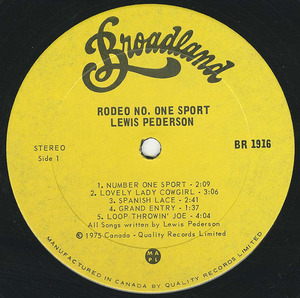 Broadland
RODEO NO. ONE SPORT
LEWIS PEDERSON
STEREO
Side 1
BR 1916
1. NUMBER ONE SPORT - 2:09
2. LOVELY LADY COWGIRL - 3:06
3. SPANISH LACE - 2:41
4. GRAND ENTRY - 1:37
5. LOOP THROWIN' JOE - 4:04
All Songs written by Lewis Pederson
© 1975 Canada - Quality Records Limited
MAPL
MANUFACTURED IN CANADA BY QUALITY RECORDS LIMITED